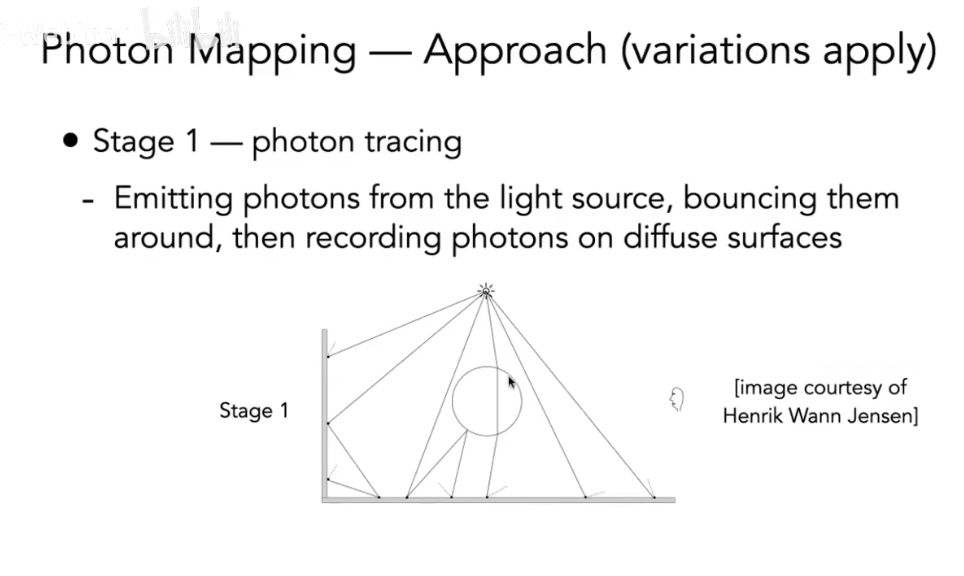 Photon Mapping — Approach (variations apply)
• Stage 1 — photon tracing
- Emitting photons from the light source, bouncing them
around, then recording photons on diffuse surfaces
Stage 1
[image courtesy of
Henrik Wann Jensen]